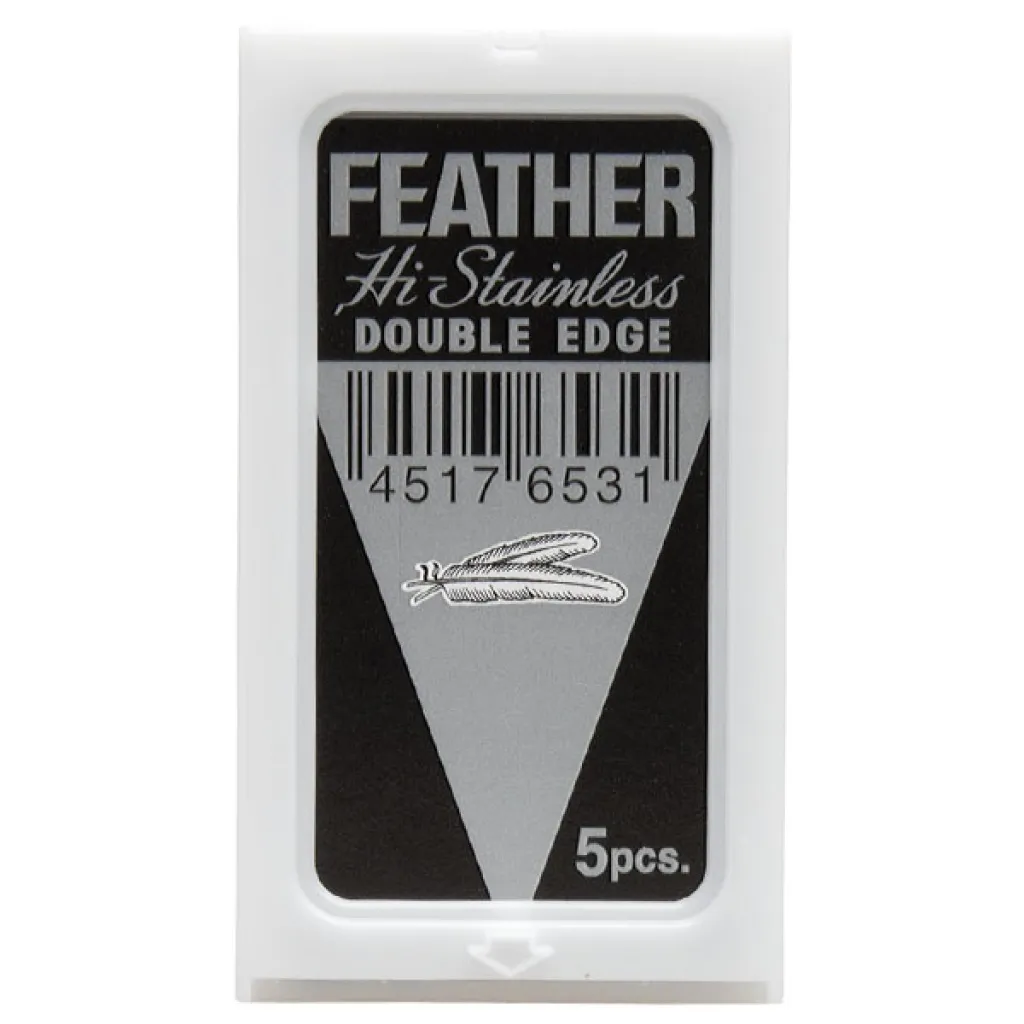 FEATHER
Hi-Stainless
DOUBLE EDGE
4517 6531
5pcs.